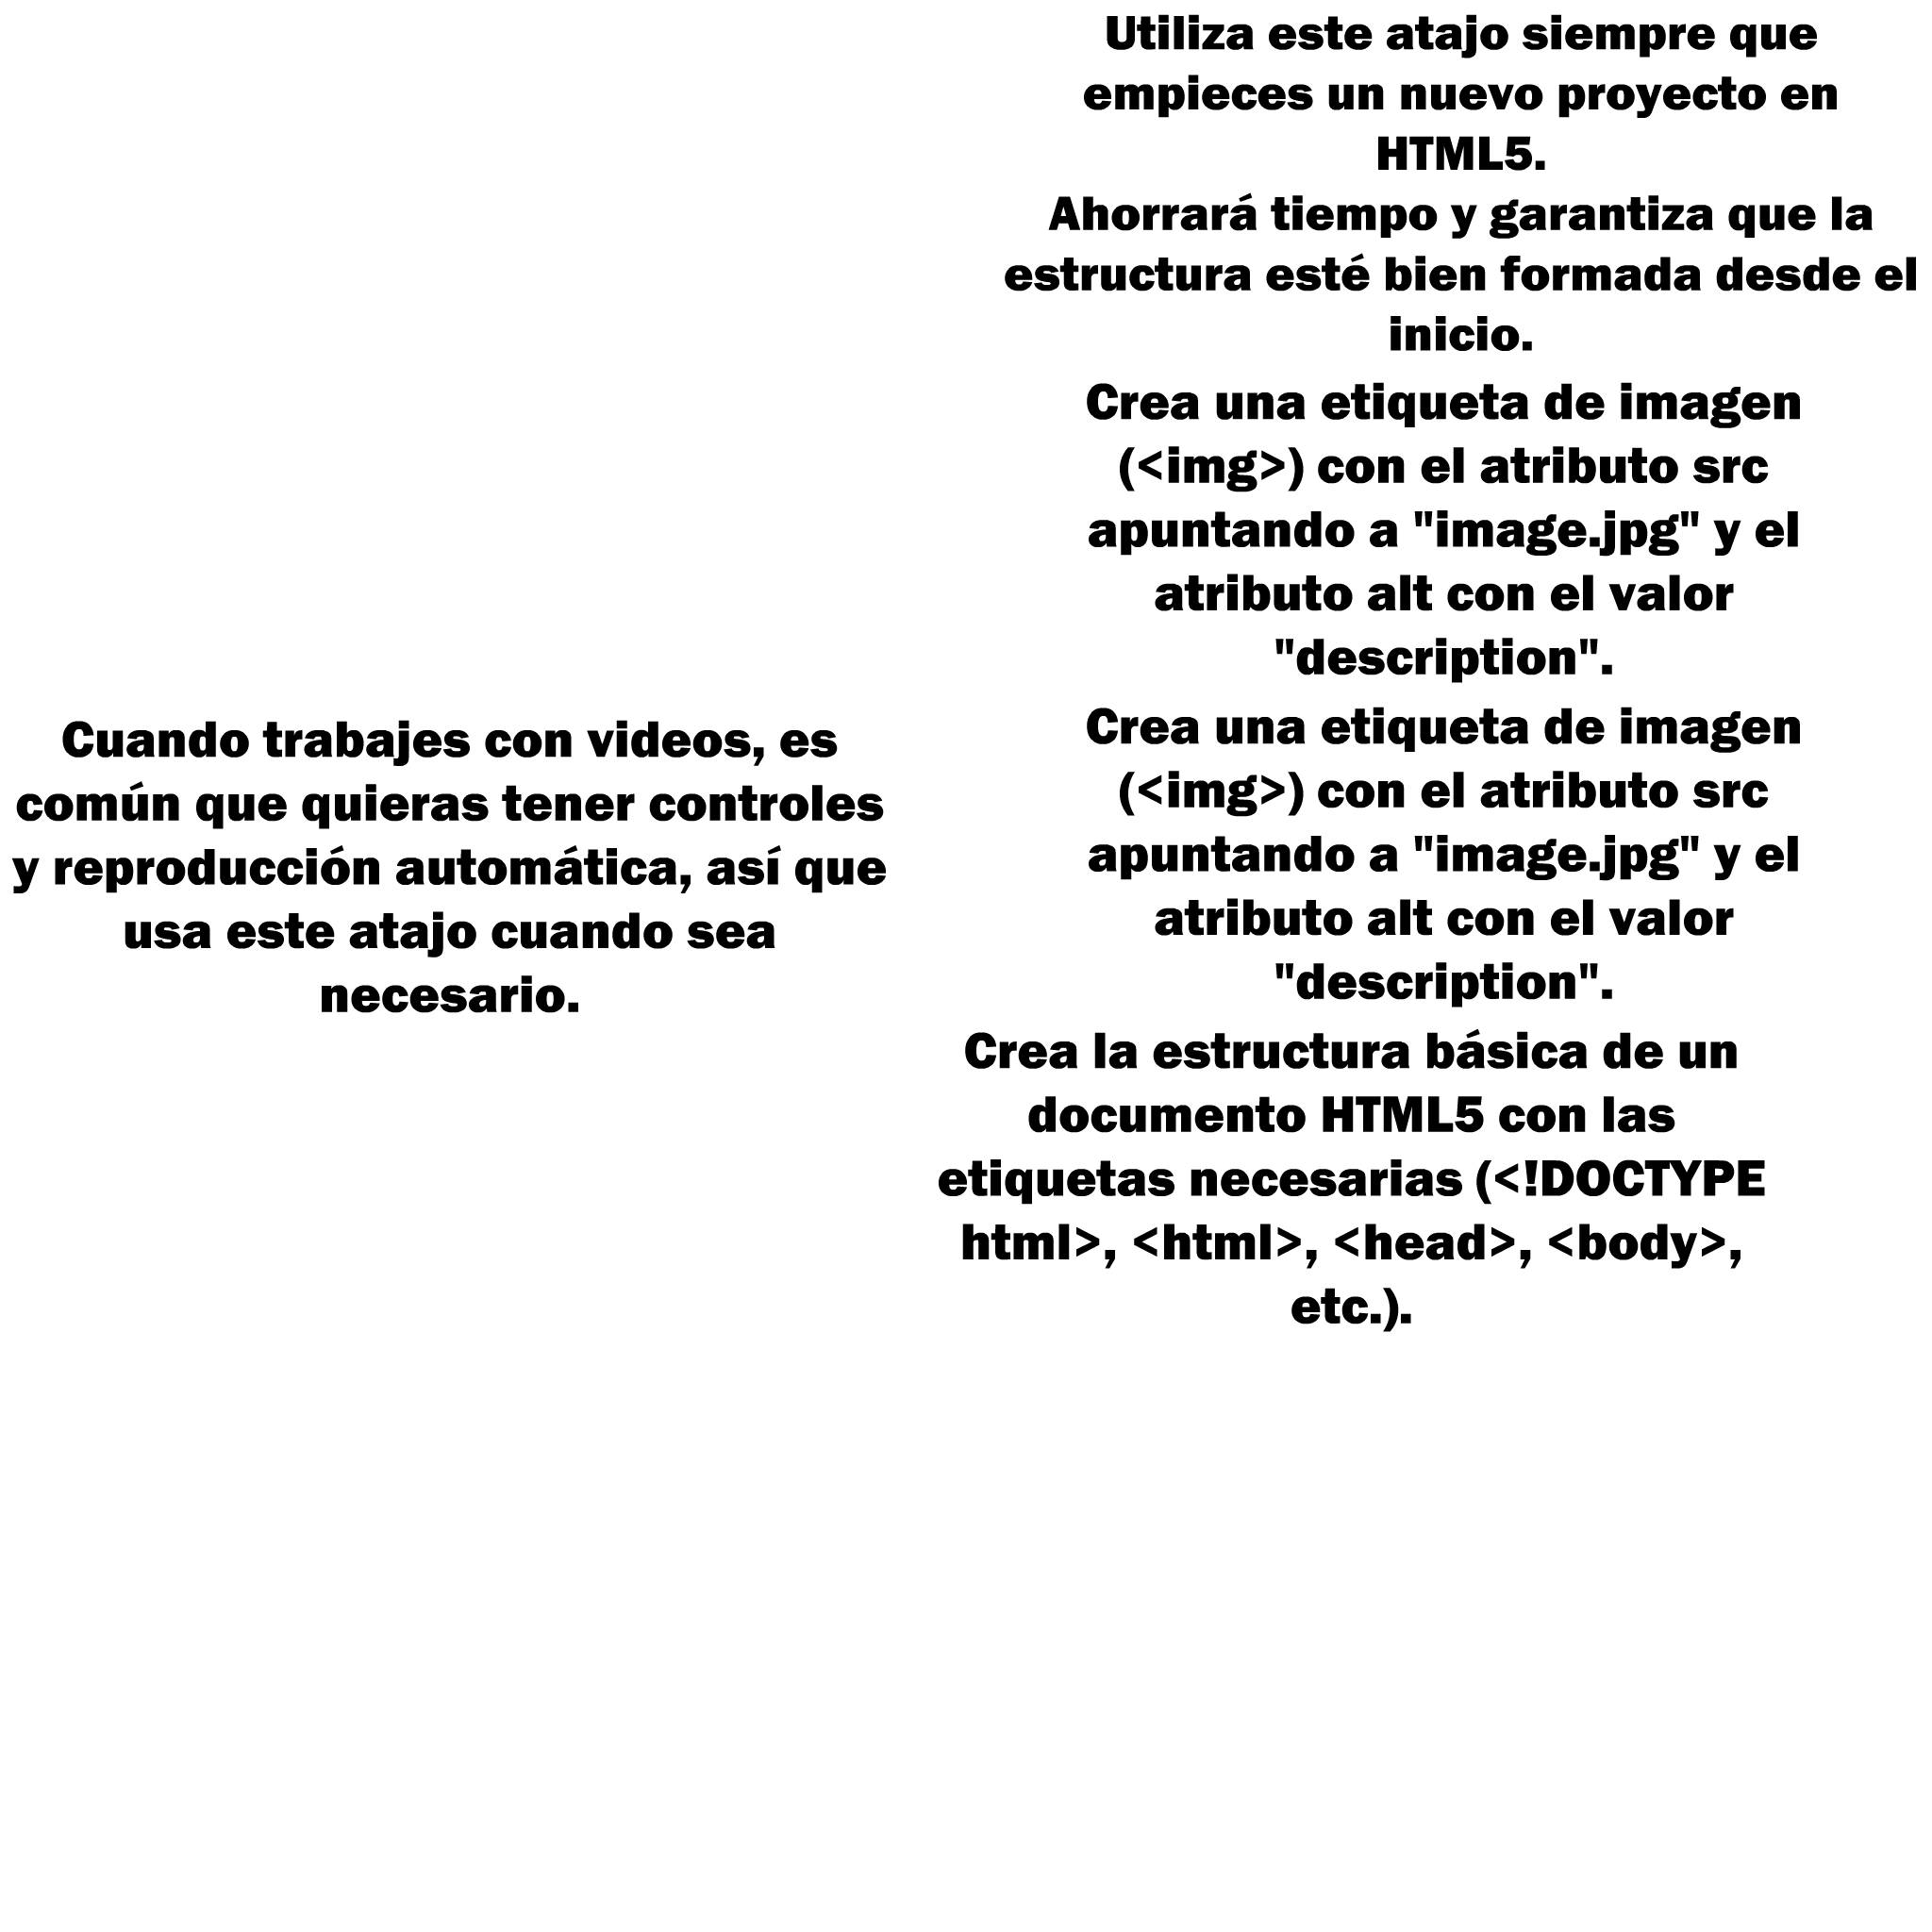 Utiliza este atajo siempre que
empieces un nuevo proyecto en
HTML5.
Ahorrará tiempo y garantiza que la
estructura esté bien formada desde el
inicio.
Crea una etiqueta de imagen
(<img>) con el atributo src
apuntando a "image.jpg" y el
atributo alt con el valor
"description".
Cuando trabajes con videos, es
común que quieras tener controles
y reproducción automática, así que
usa este atajo cuando sea
necesario.
Crea una etiqueta de imagen
(<img>) con el atributo src
apuntando a "image.jpg" y el
atributo alt con el valor
"description".
Crea la estructura básica de un
documento HTML5 con las
etiquetas necesarias (<!DOCTYPE
html>, <html>, <head>, <body>,
etc.).